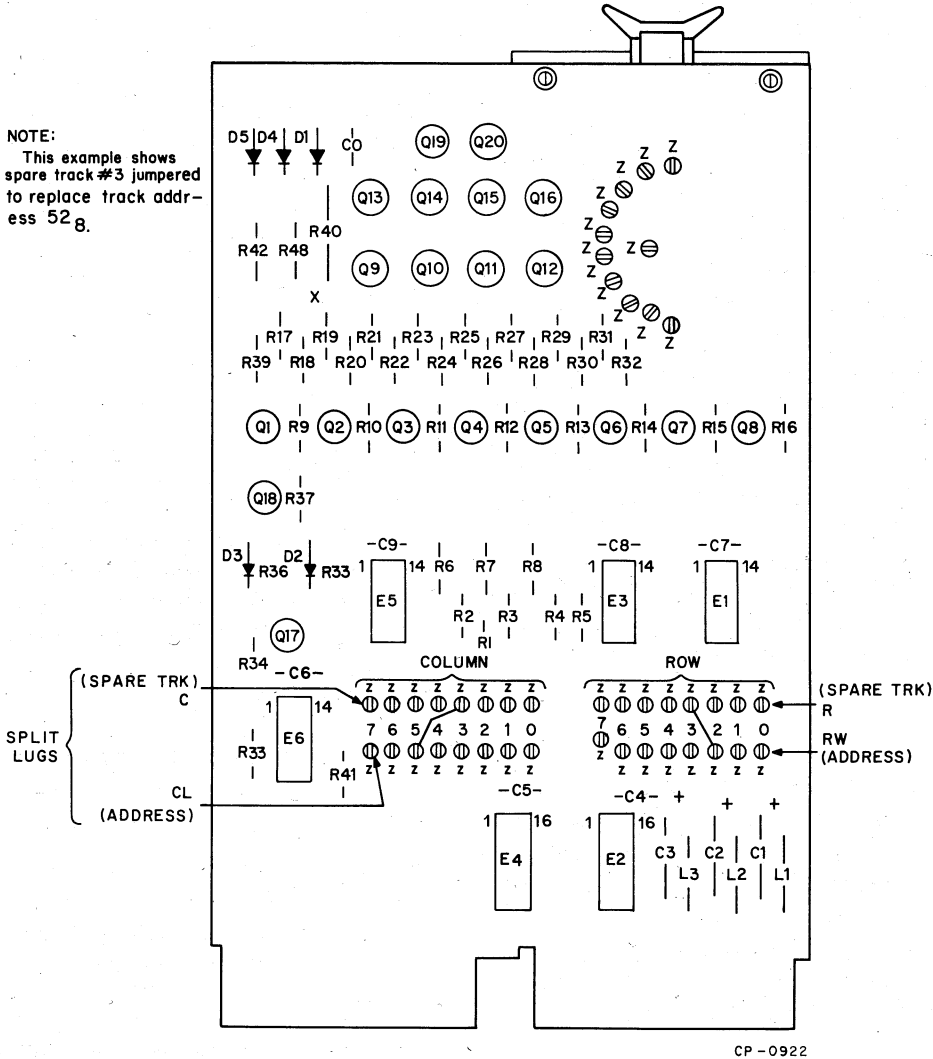 NOTE:
This example shows
spare track #3 jumpered
to replace track addr-
ess 52 8.
D5 D4 D1 C0 Q19 Q20
Z Z Z Z Z Z Z Z Z Z Z
Q13 Q14 Q15 Q16
R42 R48 R40
Q9 Q10 Q11 Q12
X
R17 R19 R21 R23 R25 R27 R29 R31
R39 R18 R20 R22 R24 R26 R28 R30 R32
Q1 R9 Q2 R10 Q3 R11 Q4 R12 Q5 R13 Q6 R14 Q7 R15 Q8 R16
Q18 R37
-C9- -C8- -C7-
D3 R36 D2 R33 1 14 R6 R7 R8 1 14 1 14
E5 E3 E1
R2 R3 R4 R5
R1
Q17
R34
-C6-
COLUMN ROW
Z Z Z Z Z Z Z Z Z Z Z Z Z Z Z Z
(SPARE TRK)
C
(SPARE TRK)
R
1 14
E6
7 6 5 4 3 2 1 0 7 6 5 4 3 2 1 0
SPLIT
LUGS
R33
R41
RW
(ADDRESS)
Z Z Z Z Z Z Z Z Z Z Z Z Z Z Z Z
CL
(ADDRESS)
-C5- -C4- + + +
1 16 1 16
E4 E2
C3 L3 C2 L2 C1 L1
CP-0922